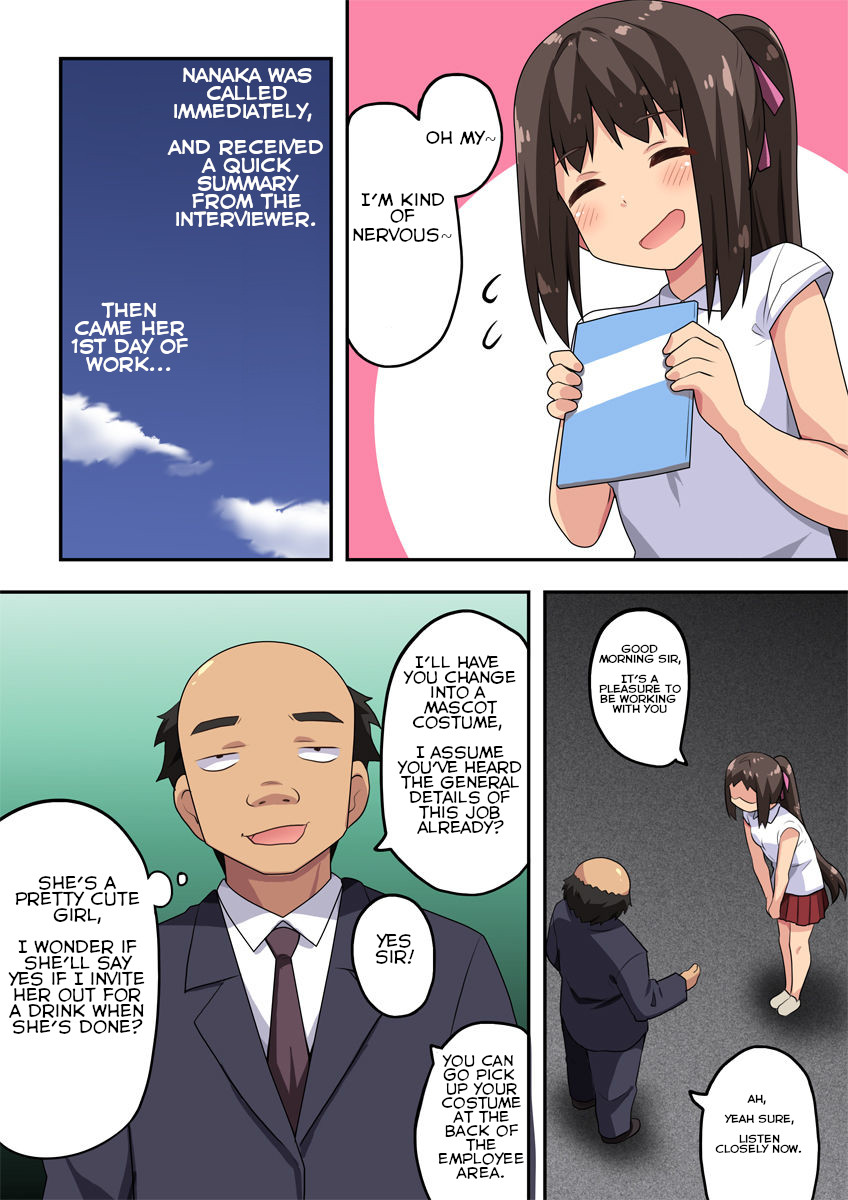 OH MY~
I'M KIND
OF
NERVOUS~
NANAKA WAS
CALLED
IMMEDIATELY,
AND RECEIVED
A QUICK
SUMMARY
FROM THE
INTERVIEWER.
THEN
CAME HER
1ST DAY OF
WORK...
GOOD
MORNING SIR,
IT'S A
PLEASURE TO
BE WORKING
WITH YOU
AH,
YEAH SURE,
LISTEN
CLOSELY NOW.
I'LL HAVE
YOU CHANGE
INTO A
MASCOT
COSTUME,
I ASSUME
YOU'VE HEARD
THE GENERAL
DETAILS OF
THIS JOB
ALREADY?
YES
SIR!
YOU CAN
GO PICK
UP YOUR
COSTUME
AT THE
BACK OF
THE
EMPLOYEE
AREA.
SHE'S A
PRETTY CUTE
GIRL,
I WONDER IF
SHE'LL SAY
YES IF I INVITE
HER OUT FOR
A DRINK WHEN
SHE'S DONE?